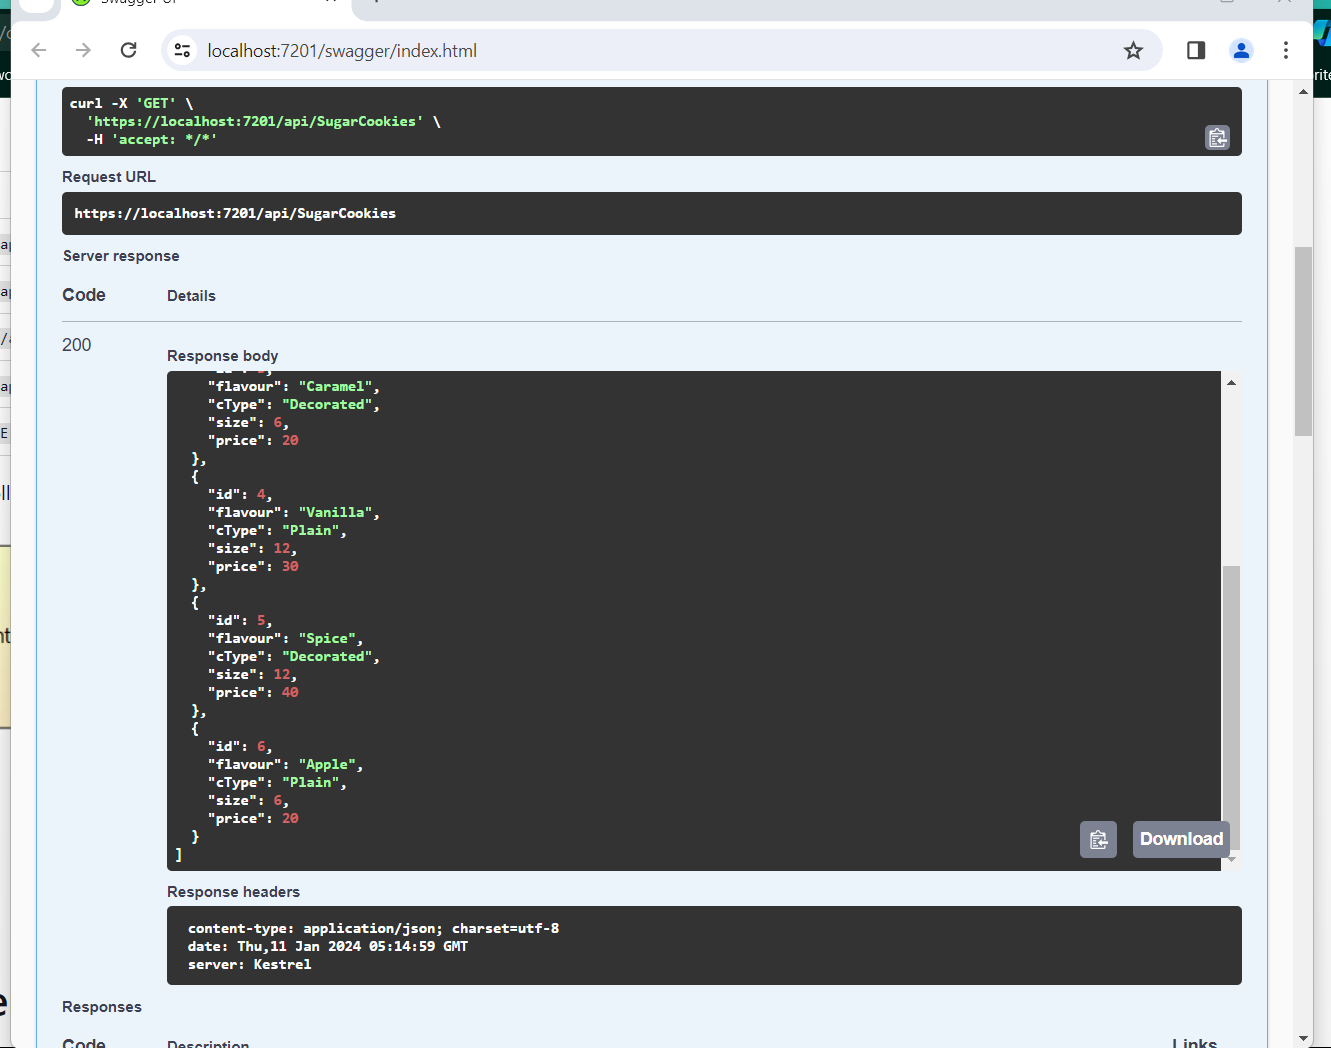 localhost:7201/swagger/index.html
curl -X 'GET' \
'https://localhost:7201/api/SugarCookies' \
-H 'accept: */*'
Request URL
https://localhost:7201/api/SugarCookies
Server response
Code Details
200
Response body
"flavour": "Caramel",
"cType": "Decorated",
"size": 6,
"price": 20
},
{
"id": 4,
"flavour": "Vanilla",
"cType": "Plain",
"size": 12,
"price": 30
},
{
"id": 5,
"flavour": "Spice",
"cType": "Decorated",
"size": 12,
"price": 40
},
{
"id": 6,
"flavour": "Apple",
"cType": "Plain",
"size": 6,
"price": 20
}
]
Download
Response headers
content-type: application/json; charset=utf-8
date: Thu,11 Jan 2024 05:14:59 GMT
server: Kestrel
Responses
Code Description Links